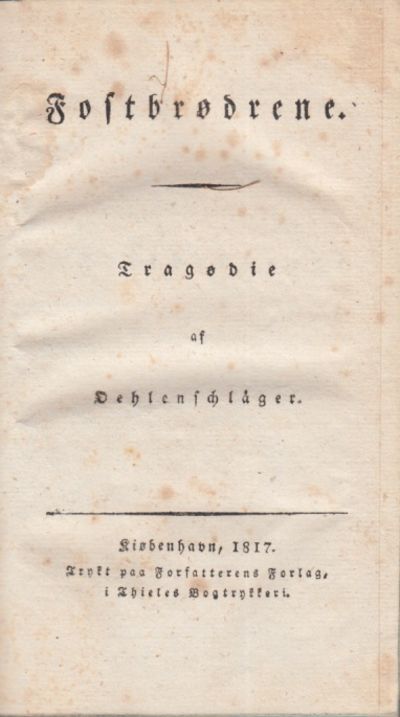 Fostbrødrene.
Tragødie
af
Oehlenschläger.
Kiøbenhavn, 1817.
Trykt paa Forfatterens Forlag,
i Thieles Bogtrykkeri.